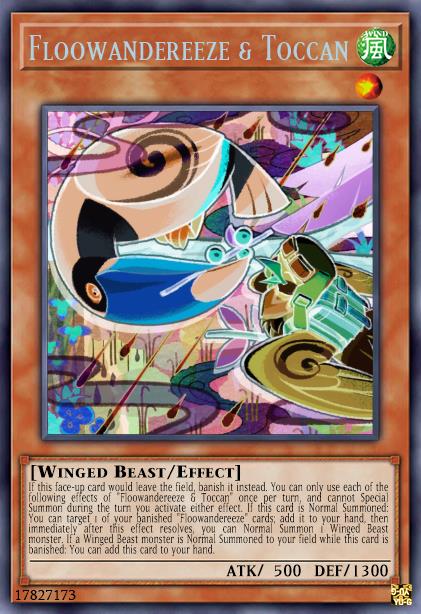 FLOOWANDEREEZE & TOCCAN
WIND
風
[WINGED BEAST/EFFECT]
If this face-up card would leave the field, banish it instead. You can only use each of the
following effects of "Floowandereeze & Toccan" once per turn, and cannot Special
Summon during the turn you activate either effect. If this card is Normal Summoned:
You can target 1 of your banished "Floowandereeze" cards; add it to your hand, then
immediately after this effect resolves, you can Normal Summon 1 Winged Beast
monster. If a Winged Beast monster is Normal Summoned to your field while this card is
banished: You can add this card to your hand.
ATK/ 500 DEF/1300
17827173